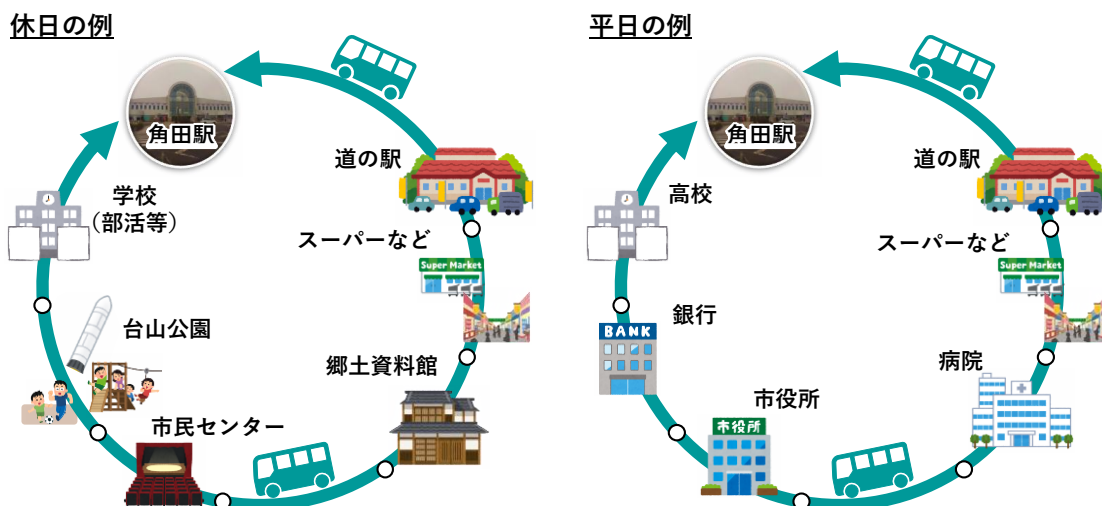 休日の例
角田駅
道の駅
学校
（部活等）
スーパーなど
Super Market
台山公園
郷土資料館
市民センター
平日の例
角田駅
道の駅
高校
スーパーなど
Super Market
銀行
BANK
病院
市役所
市役所